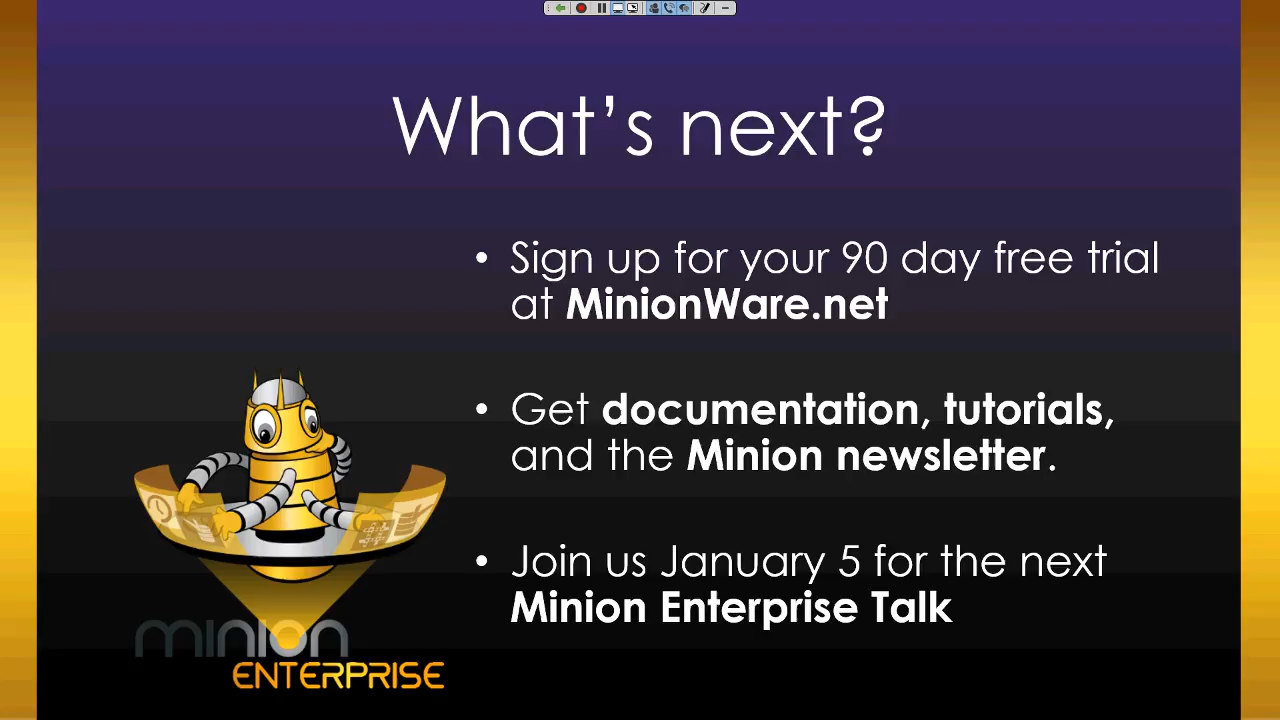 What's next?
• Sign up for your 90 day free trial
at MinionWare.net
• Get documentation, tutorials,
and the Minion newsletter.
• Join us January 5 for the next
Minion Enterprise Talk
minion
ENTERPRISE